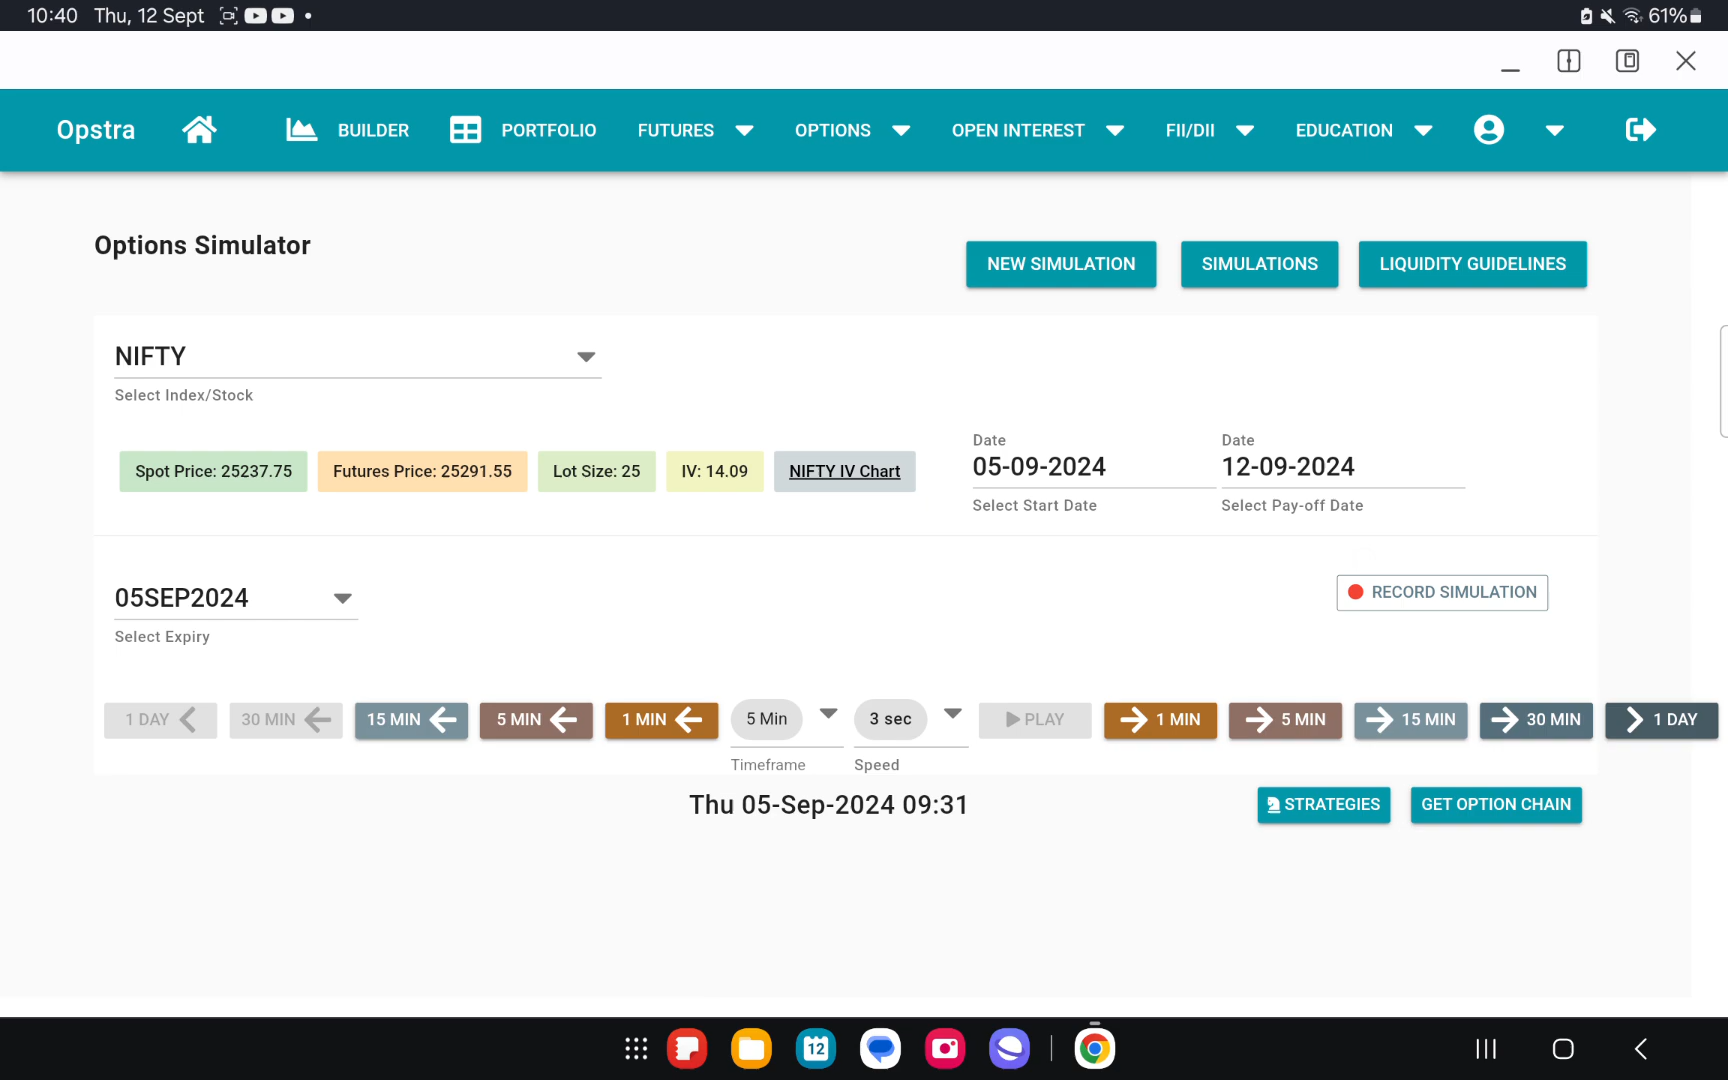 10:40 Thu, 12 Sept
61%
Opstra
BUILDER
PORTFOLIO
FUTURES
OPTIONS
OPEN INTEREST
FII/DII
EDUCATION
Options Simulator
NEW SIMULATION
SIMULATIONS
LIQUIDITY GUIDELINES
NIFTY
Select Index/Stock
Spot Price: 25237.75
Futures Price: 25291.55
Lot Size: 25
IV: 14.09
NIFTY IV Chart
Date
05-09-2024
Select Start Date
Date
12-09-2024
Select Pay-off Date
05SEP2024
Select Expiry
RECORD SIMULATION
1 DAY
30 MIN
15 MIN
5 MIN
1 MIN
5 Min
Timeframe
3 sec
Speed
PLAY
1 MIN
5 MIN
15 MIN
30 MIN
1 DAY
Thu 05-Sep-2024 09:31
STRATEGIES
GET OPTION CHAIN
12